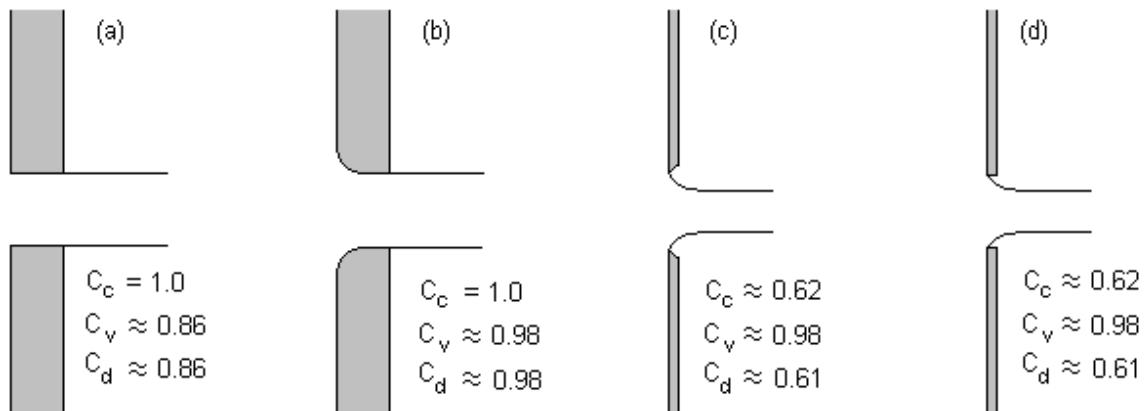 (a)
(b)
(c)
(d)
C_c = 1.0
C_v ≈ 0.86
C_d ≈ 0.86
C_c = 1.0
C_v ≈ 0.98
C_d ≈ 0.98
C_c ≈ 0.62
C_v ≈ 0.98
C_d ≈ 0.61
C_c ≈ 0.62
C_v ≈ 0.98
C_d ≈ 0.61